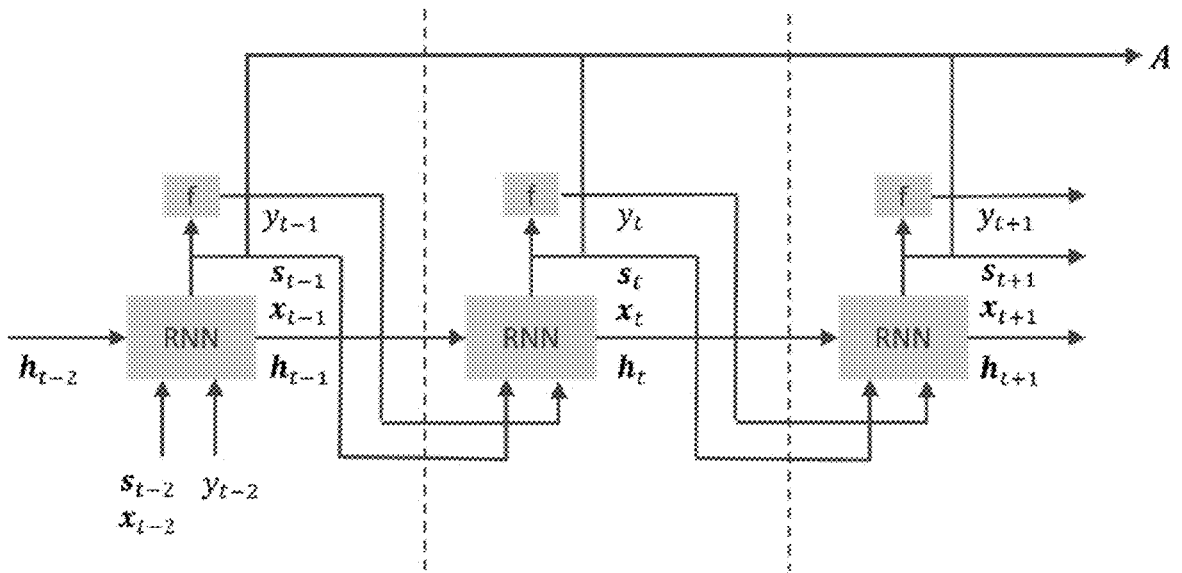 A
f f f
y_{t-1} y_t y_{t+1}
s_{t-1} s_t s_{t+1}
x_{t-1} x_t x_{t+1}
RNN RNN RNN
h_{t-2} h_{t-1} h_t h_{t+1}
s_{t-2} y_{t-2}
x_{t-2}